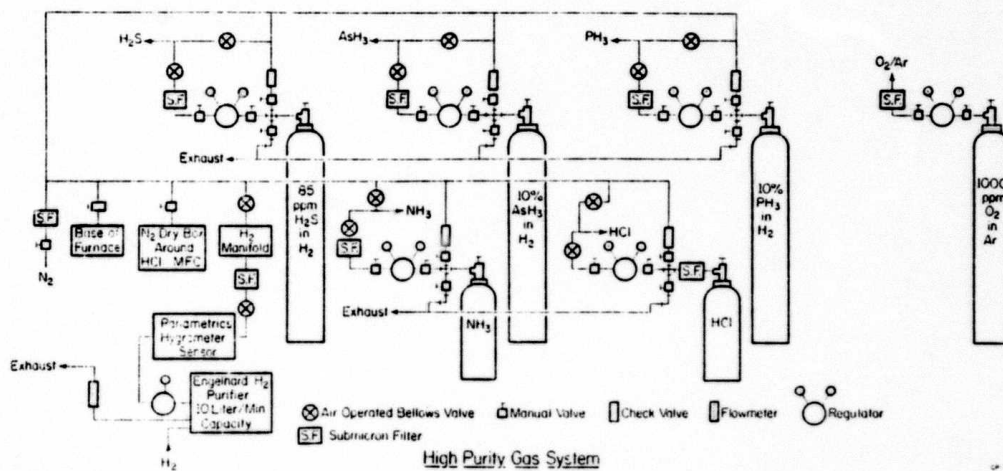 H2S
AsH3
PH3
O2/Ar
S.F.
S.F.
S.F.
S.F.
Exhaust
85
ppm
H2S
in
H2
10%
AsH3
in
H2
10%
PH3
in
H2
1000
ppm
O2
in
Ar
S.F.
N2
Base of
Furnace
N2 Dry Box
Around
HCl MFC
H2
Manifold
S.F.
NH3
S.F.
HCl
S.F.
Exhaust
NH3
HCl
Panametrics
Hygrometer
Sensor
Exhaust
Engelhard H2
Purifier
10 Liter/Min
Capacity
H2
Air Operated Bellows Valve
Manual Valve
Check Valve
Flowmeter
Regulator
S.F. Submicron Filter
High Purity Gas System